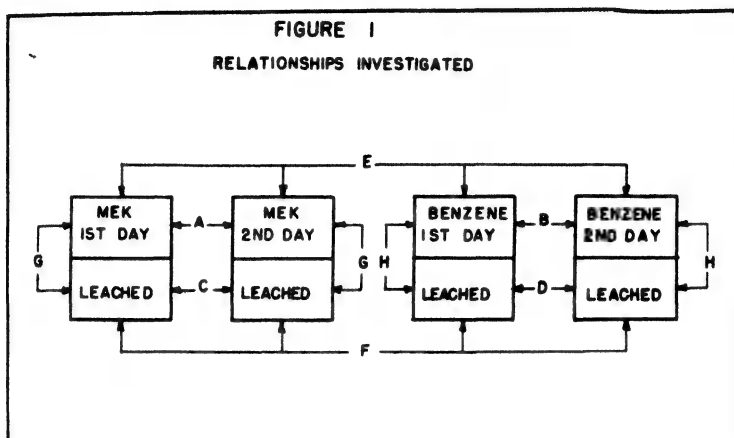 FIGURE 1
RELATIONSHIPS INVESTIGATED
E
MEK
1ST DAY
A
MEK
2ND DAY
BENZENE
1ST DAY
B
BENZENE
2ND DAY
G
G
H
H
LEACHED
C
LEACHED
LEACHED
D
LEACHED
F